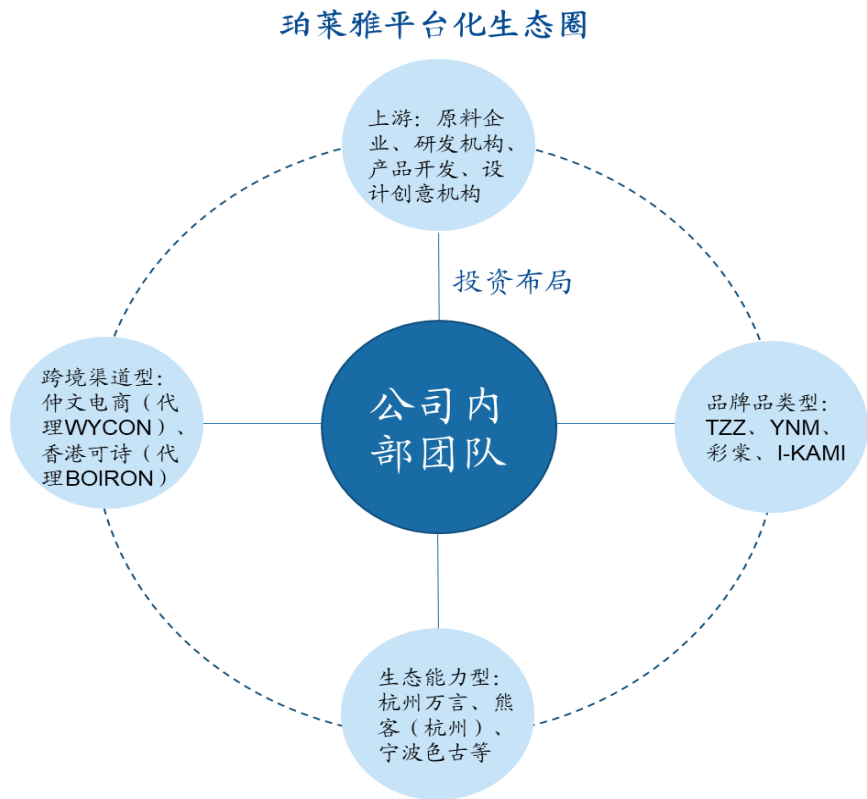 珀莱雅平台化生态圈
上游：原料企
业、研发机构、
产品开发、设
计创意机构
投资布局
跨境渠道型：
仲文电商（代
理WYCON）、
香港可诗（代
理BOIRON）
公司内
部团队
品牌品类型：
TZZ、YNM、
彩棠、I-KAMI
生态能力型：
杭州万言、熊
客（杭州）、
宁波色古等